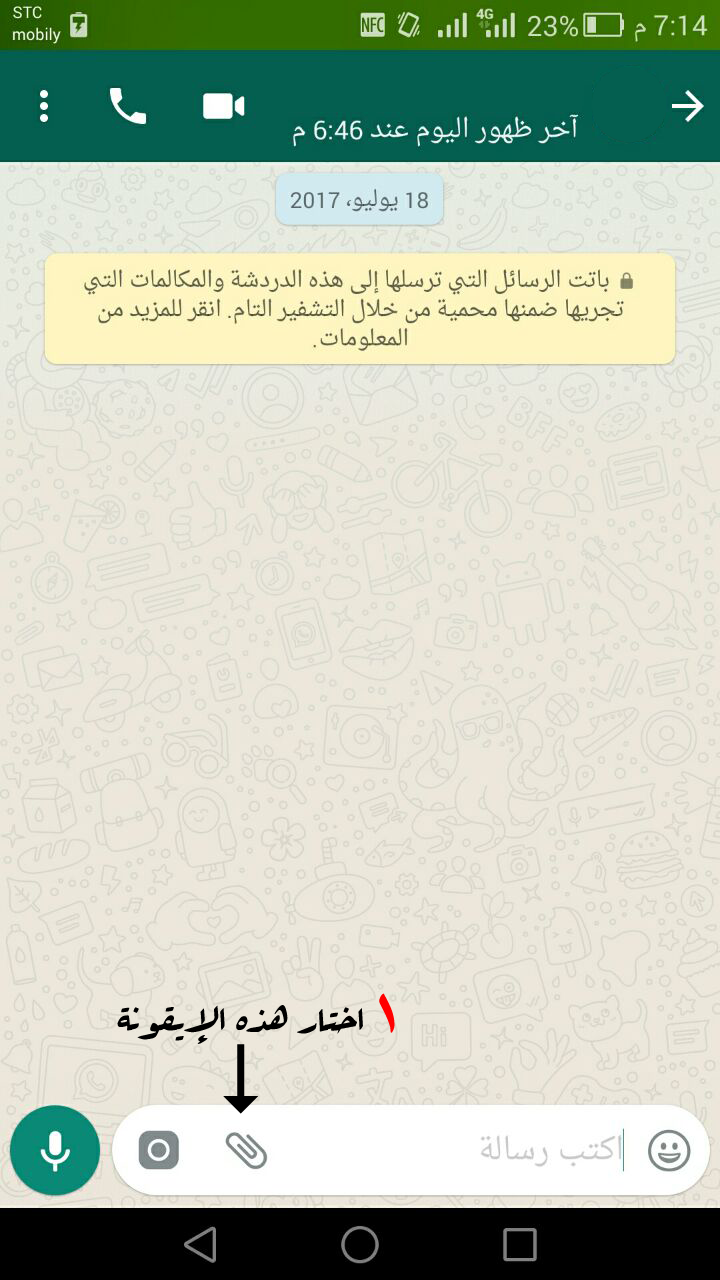 STC
mobily
NFC
4G
23%
7:14 م
آخر ظهور اليوم عند 6:46 م
18 يوليو، 2017
باتت الرسائل التي ترسلها إلى هذه الدردشة والمكالمات التي
تجريها ضمنها محمية من خلال التشفير التام. انقر للمزيد من
المعلومات.
BFF
Hi
١ اختار هذه الإيقونة
اكتب رسالة